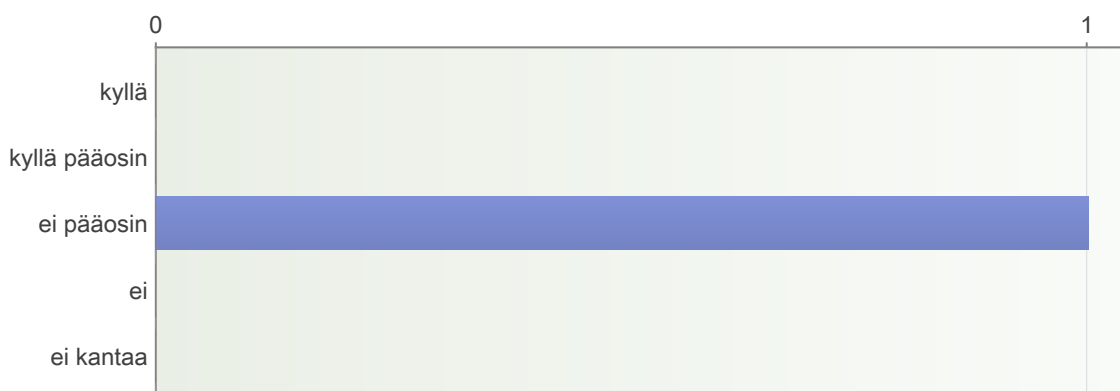 0 1
kyllä
kyllä pääosin
ei pääosin
ei
ei kantaa